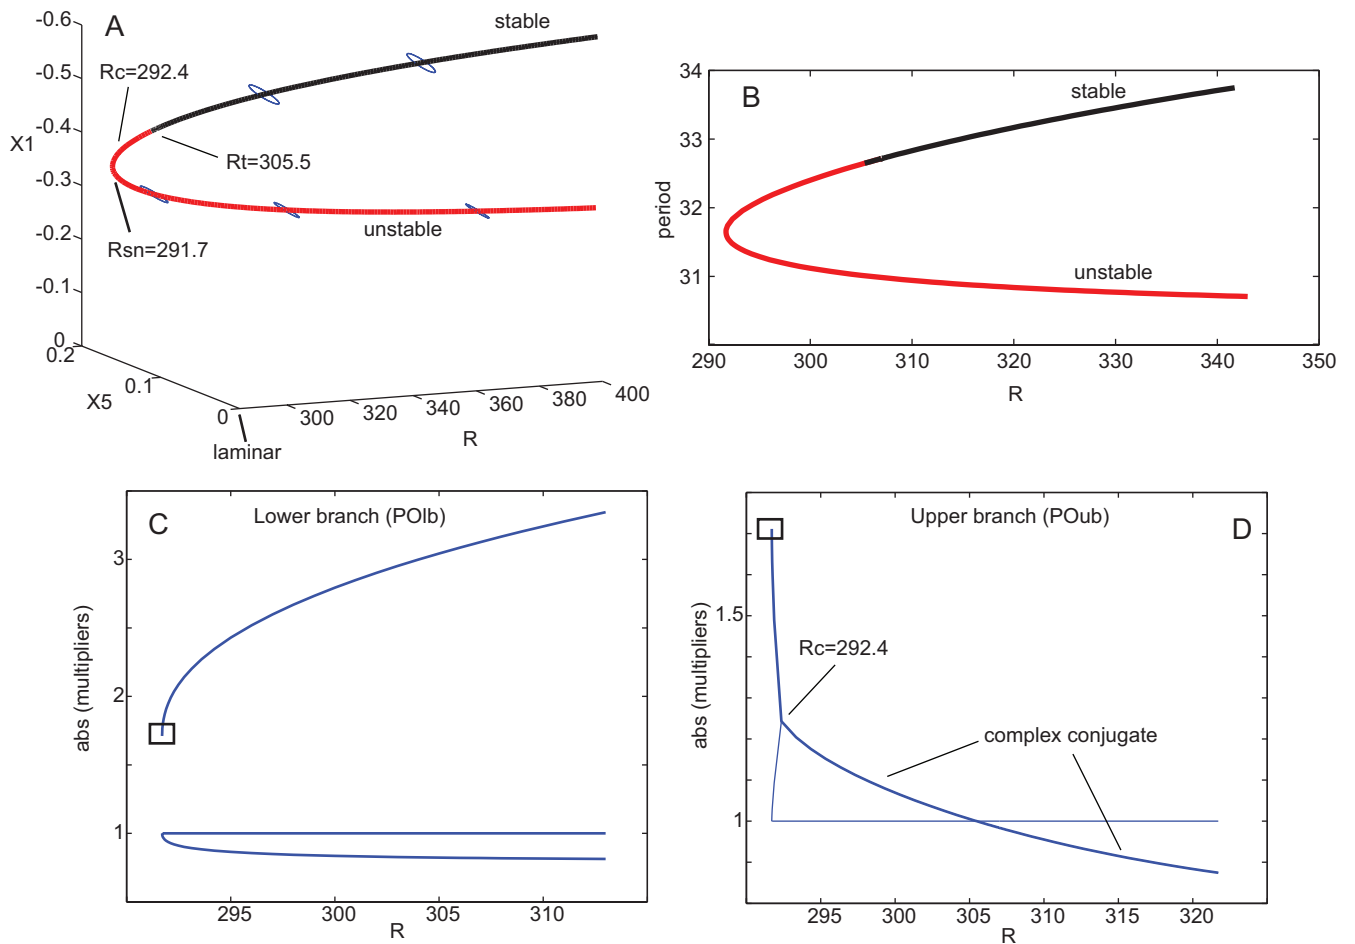 A
-0.6
-0.5
-0.4
-0.3
-0.2
-0.1
0
X1
stable
Rc=292.4
Rt=305.5
Rsn=291.7
unstable
0.2
0.1
0
X5
300
320
340
360
380
400
R
laminar
B
34
33
32
31
period
stable
unstable
290
300
310
320
330
340
350
R
C
Lower branch (POlb)
3
2
1
abs (multipliers)
295
300
305
310
R
Upper branch (POub)
D
1.5
1
abs (multipliers)
Rc=292.4
complex conjugate
295
300
305
310
315
320
R